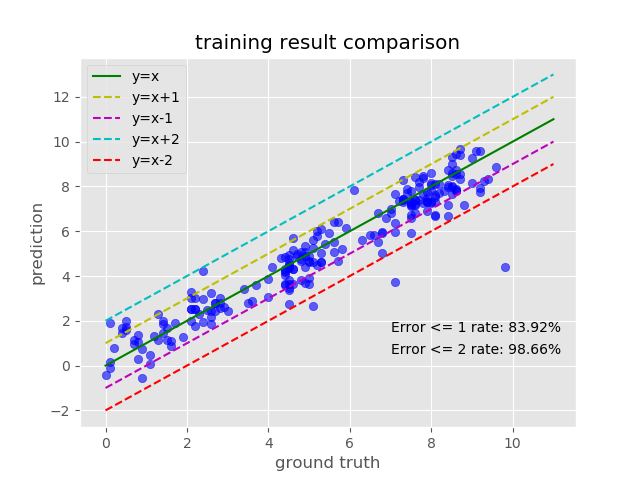 training result comparison
y=x
y=x+1
y=x-1
y=x+2
y=x-2
12
10
8
6
4
2
0
−2
prediction
Error <= 1 rate: 83.92%
Error <= 2 rate: 98.66%
0 2 4 6 8 10
ground truth